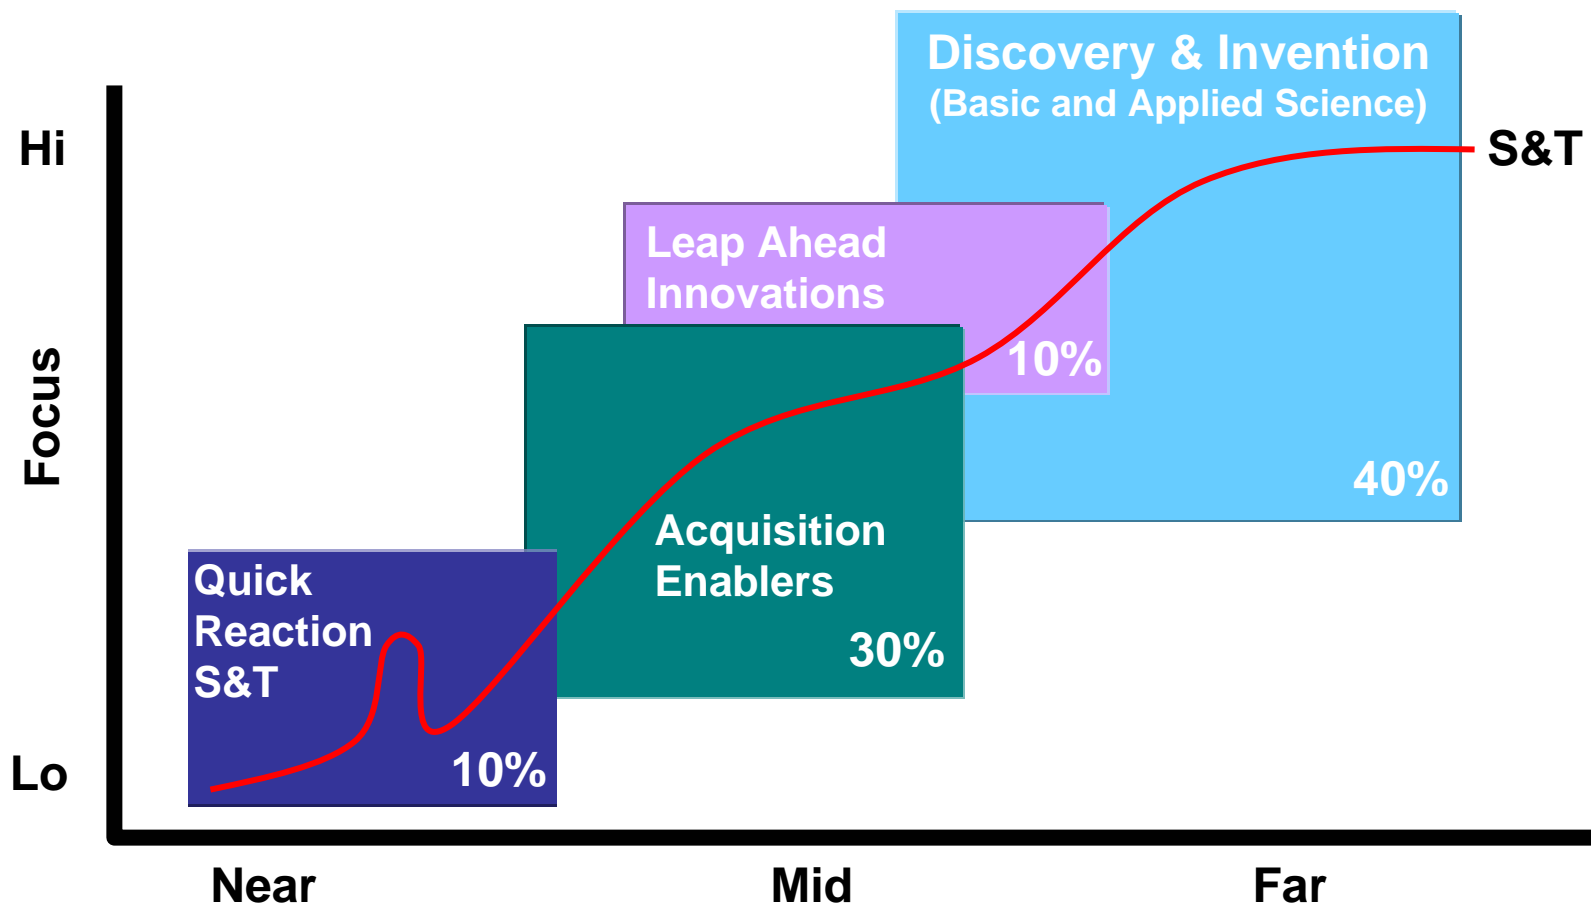 Discovery & Invention
(Basic and Applied Science)
Hi
S&T
Leap Ahead
Innovations
10%
Focus
40%
Acquisition
Enablers
30%
Quick
Reaction
S&T
10%
Lo
Near
Mid
Far